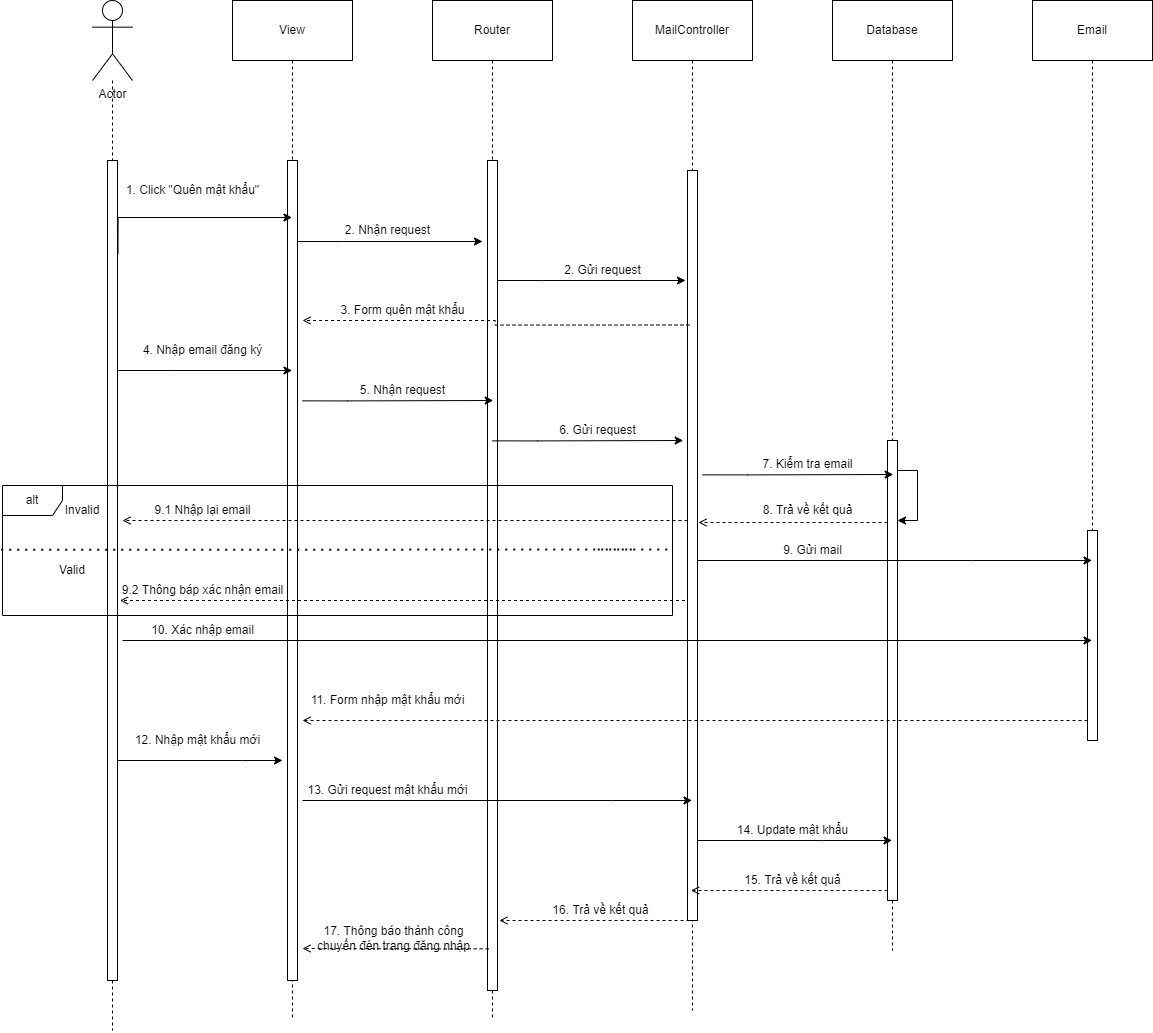 View
Router
MailController
Database
Email
Actor
1. Click "Quên mật khẩu"
2. Nhận request
2. Gửi request
3. Form quên mật khẩu
4. Nhập email đăng ký
5. Nhận request
6. Gửi request
7. Kiểm tra email
alt
Invalid
9.1 Nhập lại email
8. Trả về kết quả
9. Gửi mail
Valid
9.2 Thông báp xác nhận email
10. Xác nhập email
11. Form nhập mật khẩu mới
12. Nhập mật khẩu mới
13. Gửi request mật khẩu mới
14. Update mật khẩu
15. Trả về kết quả
16. Trả về kết quả
17. Thông báo thành công
chuyển đén trang đăng nhập